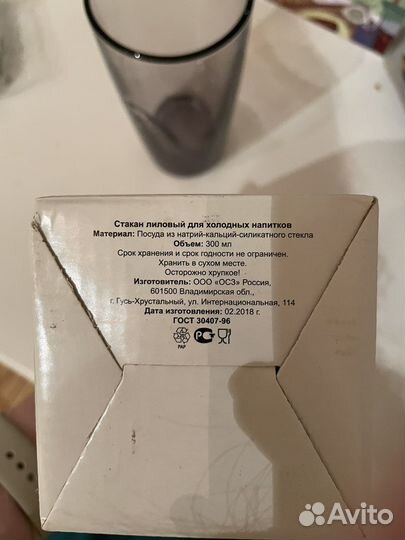 Стакан лиловый для холодных напитков
Материал: Посуда из натрий-кальций-силикатного стекла
Объем: 300 мл
Срок хранения и срок годности не ограничен.
Хранить в сухом месте.
Осторожно хрупкое!
Изготовитель: ООО «ОСЗ» Россия,
601500 Владимирская обл.
г. Гусь-Хрустальный, ул. Интернациональная, 114
Дата изготовления: 02.2018 г.
ГОСТ 30407-96
PAP
Avito